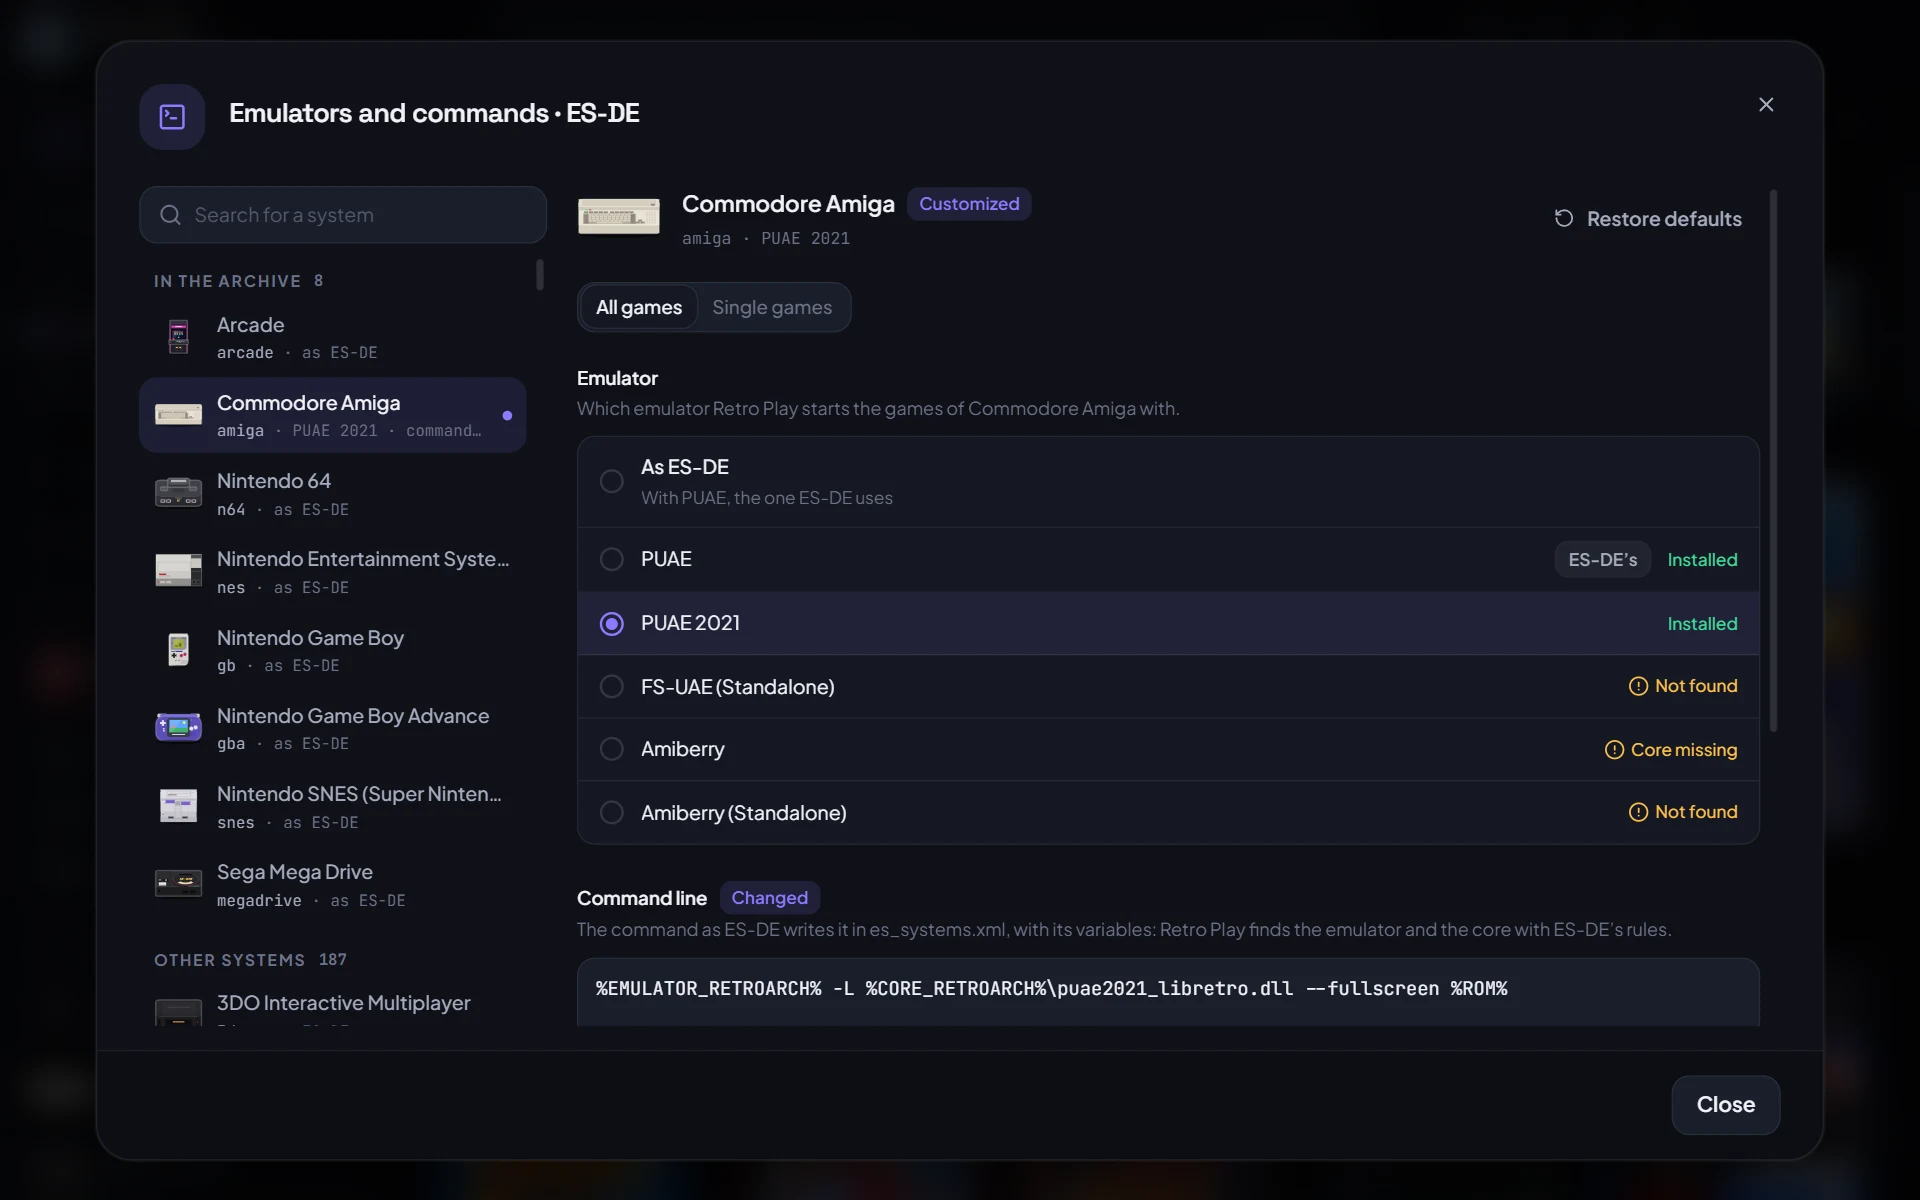 Emulators and commands · ES-DE
Search for a system
IN THE ARCHIVE 8
Arcade
arcade · as ES-DE
Commodore Amiga
amiga · PUAE 2021 · command…
Nintendo 64
n64 · as ES-DE
Nintendo Entertainment Syste…
nes · as ES-DE
Nintendo Game Boy
gb · as ES-DE
Nintendo Game Boy Advance
gba · as ES-DE
Nintendo SNES (Super Ninten…
snes · as ES-DE
Sega Mega Drive
megadrive · as ES-DE
OTHER SYSTEMS 187
3DO Interactive Multiplayer
Commodore Amiga Customized
amiga · PUAE 2021
Restore defaults
All games Single games
Emulator
Which emulator Retro Play starts the games of Commodore Amiga with.
As ES-DE
With PUAE, the one ES-DE uses
PUAE ES-DE’s Installed
PUAE 2021 Installed
FS-UAE (Standalone) Not found
Amiberry Core missing
Amiberry (Standalone) Not found
Command line Changed
The command as ES-DE writes it in es_systems.xml, with its variables: Retro Play finds the emulator and the core with ES-DE’s rules.
%EMULATOR_RETROARCH% -L %CORE_RETROARCH%\puae2021_libretro.dll --fullscreen %ROM%
Close